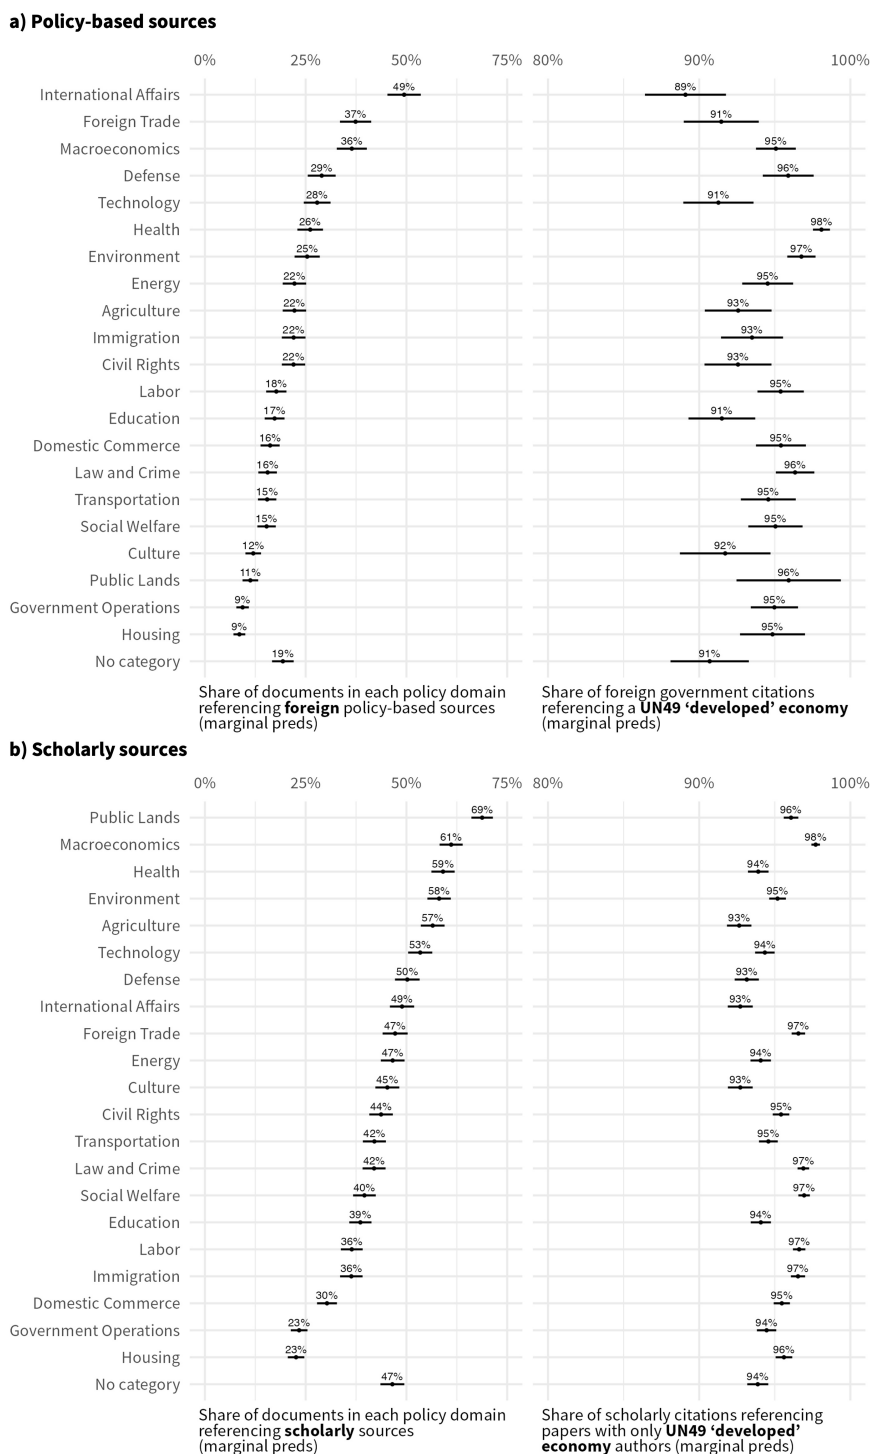 a) Policy-based sources
0% 25% 50% 75% 80% 90% 100%
International Affairs 49% 89%
Foreign Trade 37% 91%
Macroeconomics 36% 95%
Defense 29% 96%
Technology 28% 91%
Health 26% 98%
Environment 25% 97%
Energy 22% 95%
Agriculture 22% 93%
Immigration 22% 93%
Civil Rights 22% 93%
Labor 18% 95%
Education 17% 91%
Domestic Commerce 16% 95%
Law and Crime 16% 96%
Transportation 15% 95%
Social Welfare 15% 95%
Culture 12% 92%
Public Lands 11% 96%
Government Operations 9% 95%
Housing 9% 95%
No category 19% 91%
Share of documents in each policy domain
referencing foreign policy-based sources
(marginal preds)
Share of foreign government citations
referencing a UN49 ‘developed’ economy
(marginal preds)
b) Scholarly sources
0% 25% 50% 75% 80% 90% 100%
Public Lands 69% 96%
Macroeconomics 61% 98%
Health 59% 94%
Environment 58% 95%
Agriculture 57% 93%
Technology 53% 94%
Defense 50% 93%
International Affairs 49% 93%
Foreign Trade 47% 97%
Energy 47% 94%
Culture 45% 93%
Civil Rights 44% 95%
Transportation 42% 95%
Law and Crime 42% 97%
Social Welfare 40% 97%
Education 39% 94%
Labor 36% 97%
Immigration 36% 97%
Domestic Commerce 30% 95%
Government Operations 23% 94%
Housing 23% 96%
No category 47% 94%
Share of documents in each policy domain
referencing scholarly sources
(marginal preds)
Share of scholarly citations referencing
papers with only UN49 ‘developed’
economy authors (marginal preds)